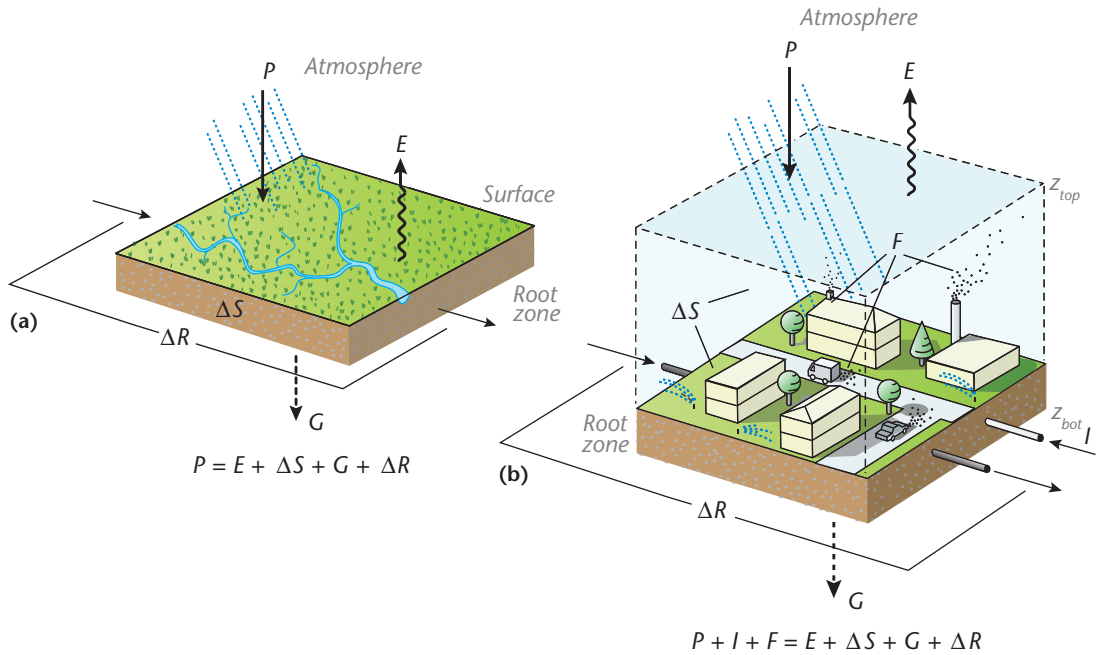 Atmosphere
P
E
Surface
Root
zone
ΔS
(a)
ΔR
G
P = E + ΔS + G + ΔR
Atmosphere
P
E
z_top
F
ΔS
Root
zone
z_bot
I
(b)
ΔR
G
P + I + F = E + ΔS + G + ΔR